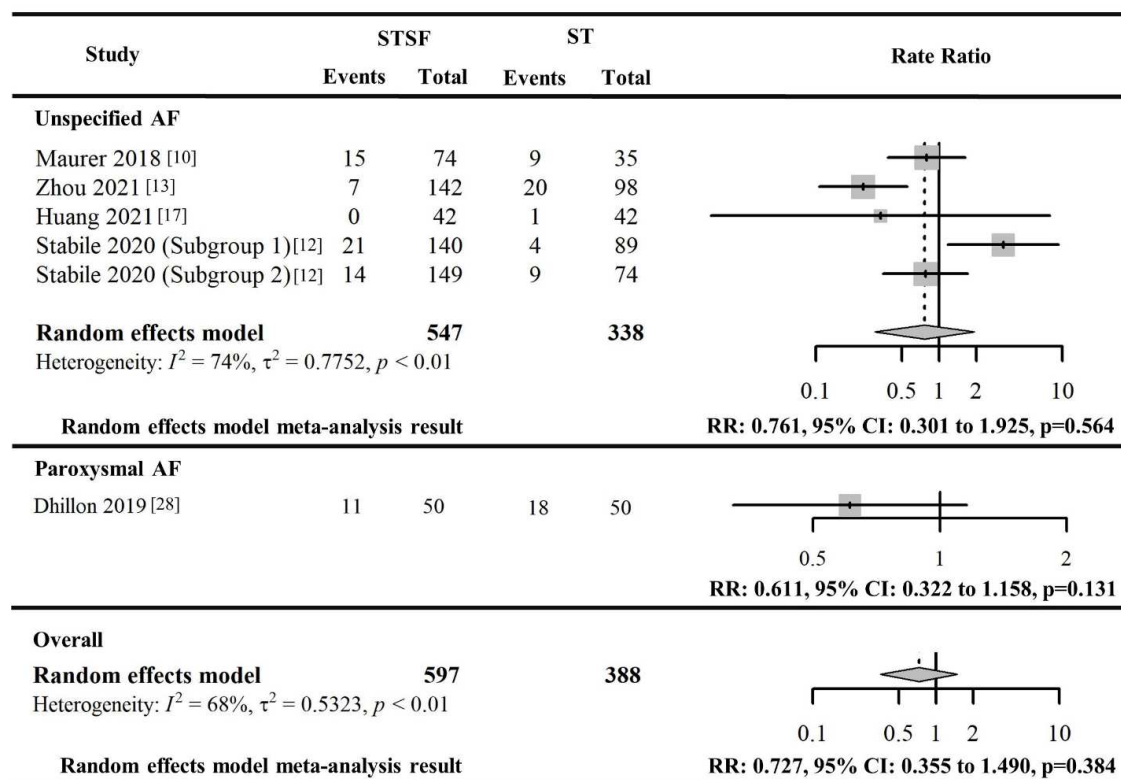 Study STSF ST Rate Ratio
Events Total Events Total
Unspecified AF
Maurer 2018 [10] 15 74 9 35
Zhou 2021 [13] 7 142 20 98
Huang 2021 [17] 0 42 1 42
Stabile 2020 (Subgroup 1)[12] 21 140 4 89
Stabile 2020 (Subgroup 2)[12] 14 149 9 74
Random effects model 547 338
Heterogeneity: I² = 74%, τ² = 0.7752, p < 0.01
0.1 0.5 1 2 10
Random effects model meta-analysis result RR: 0.761, 95% CI: 0.301 to 1.925, p=0.564
Paroxysmal AF
Dhillon 2019 [28] 11 50 18 50
0.5 1 2
RR: 0.611, 95% CI: 0.322 to 1.158, p=0.131
Overall
Random effects model 597 388
Heterogeneity: I² = 68%, τ² = 0.5323, p < 0.01
0.1 0.5 1 2 10
Random effects model meta-analysis result RR: 0.727, 95% CI: 0.355 to 1.490, p=0.384